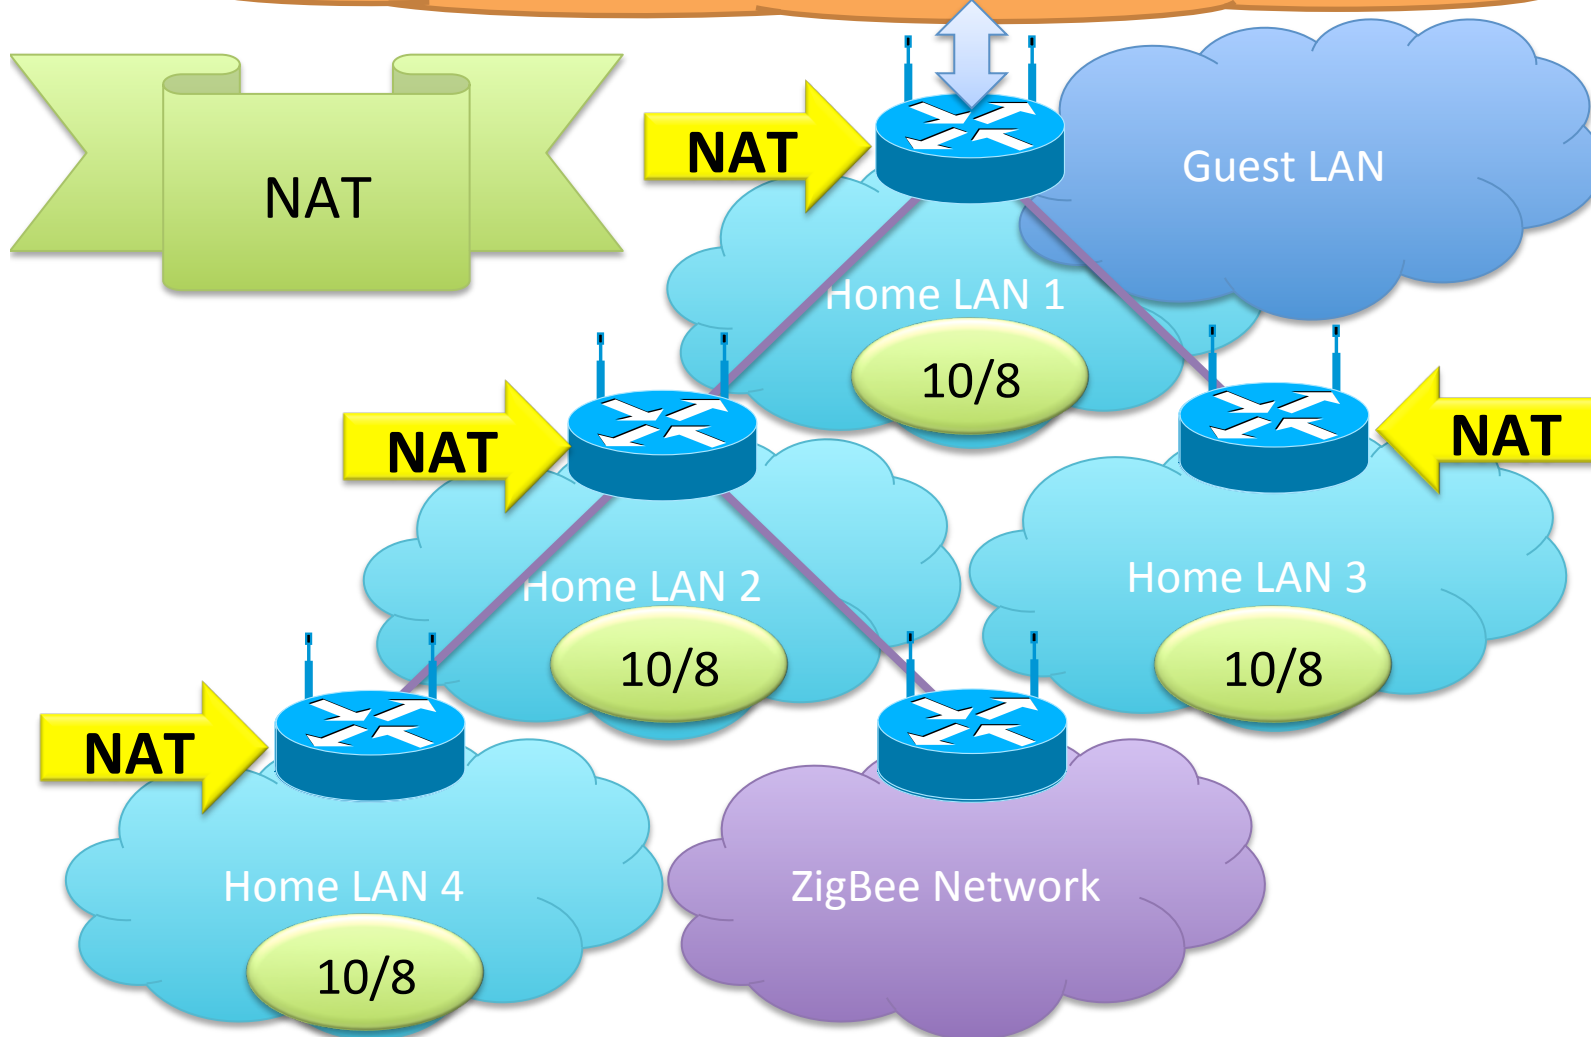 NAT
NAT
Guest LAN
Home LAN 1
10/8
NAT
NAT
Home LAN 2
10/8
Home LAN 3
10/8
NAT
Home LAN 4
10/8
ZigBee Network